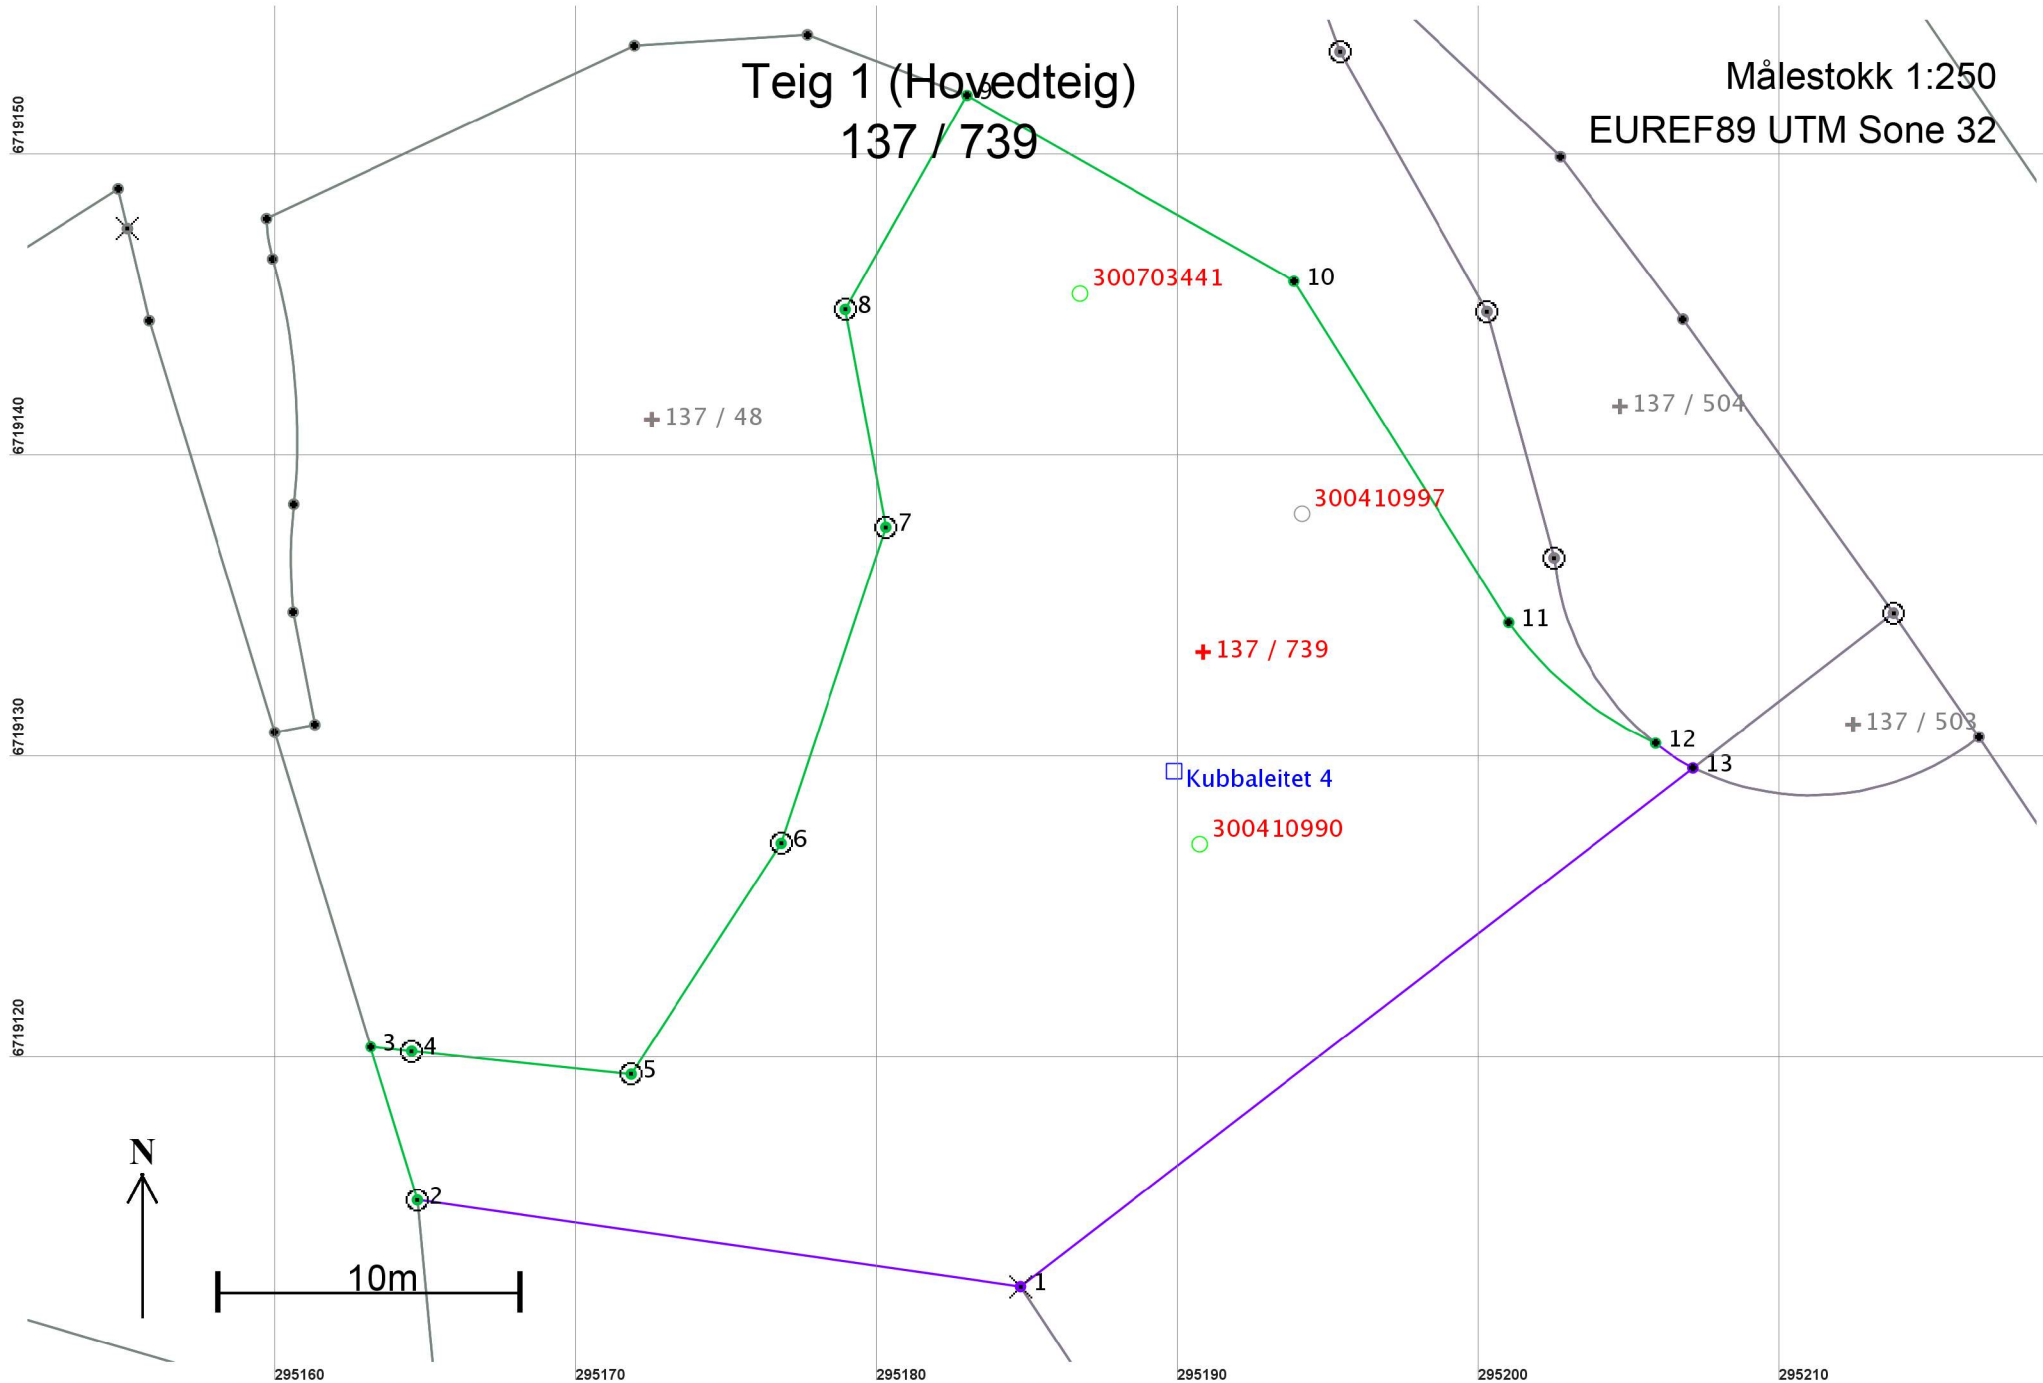 Teig 1 (Hovedteig)
137 / 739
Målestokk 1:250
EUREF89 UTM Sone 32
6719150
6719140
6719130
6719120
9
10
8
300703441
137 / 48
137 / 504
300410997
7
11
137 / 739
137 / 503
12
13
Kubbaleitet 4
300410990
6
3
4
5
N
2
10m
1
295160
295170
295180
295190
295200
295210